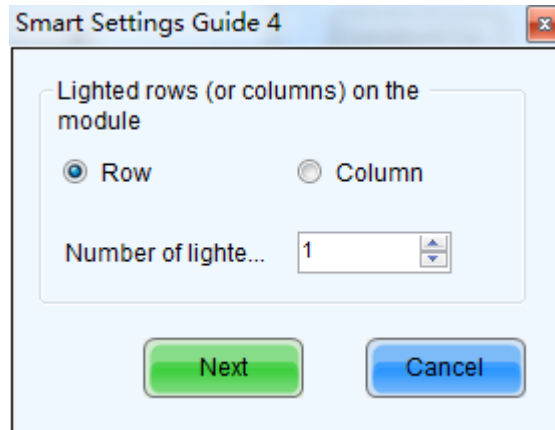 Smart Settings Guide 4
Lighted rows (or columns) on the
module
Row
Column
Number of lighte...
1
Next
Cancel